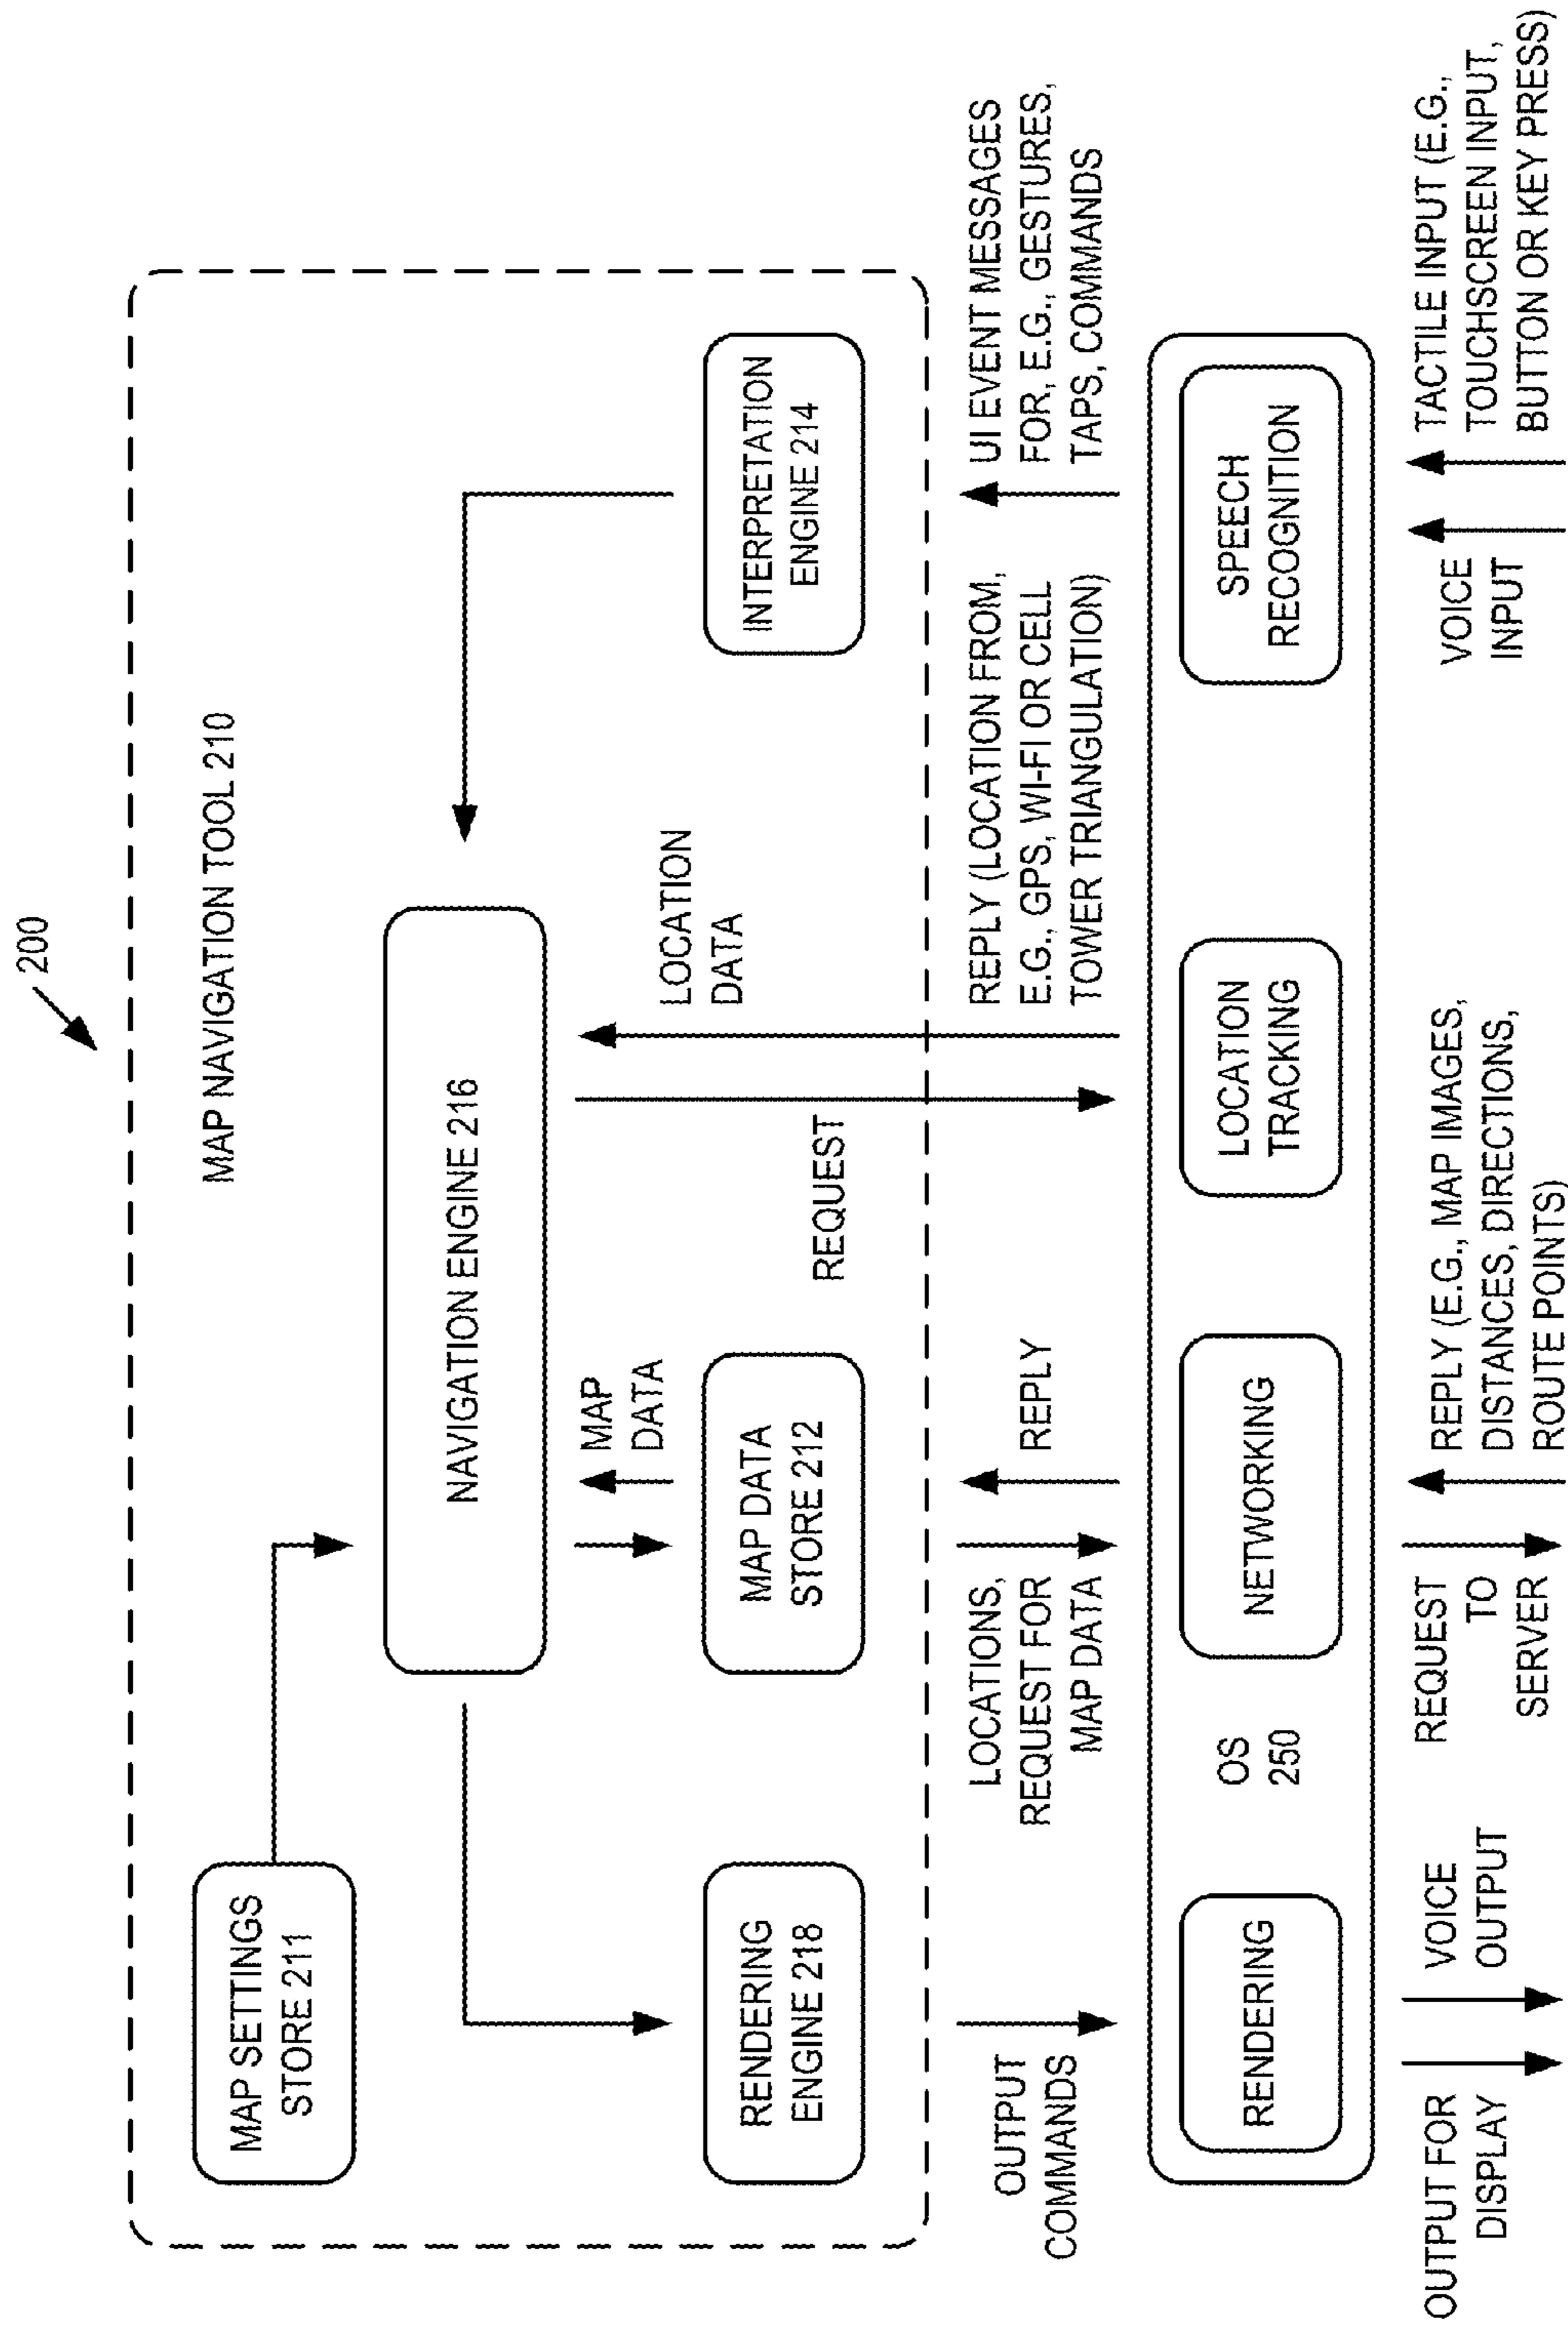 200
MAP NAVIGATION TOOL 210
MAP SETTINGS
STORE 211
NAVIGATION ENGINE 216
MAP
DATA
LOCATION
DATA
REQUEST
RENDERING
ENGINE 218
MAP DATA
STORE 212
INTERPRETATION
ENGINE 214
OUTPUT
COMMANDS
LOCATIONS,
REQUEST FOR
MAP DATA
REPLY
REPLY (LOCATION FROM,
E.G., GPS, WI-FI OR CELL
TOWER TRIANGULATION)
UI EVENT MESSAGES
FOR, E.G., GESTURES,
TAPS, COMMANDS
RENDERING
OS
250
NETWORKING
LOCATION
TRACKING
SPEECH
RECOGNITION
OUTPUT FOR
DISPLAY
VOICE
OUTPUT
REQUEST
TO
SERVER
REPLY (E.G., MAP IMAGES,
DISTANCES, DIRECTIONS,
ROUTE POINTS)
VOICE
INPUT
TACTILE INPUT (E.G.,
TOUCHSCREEN INPUT,
BUTTON OR KEY PRESS)